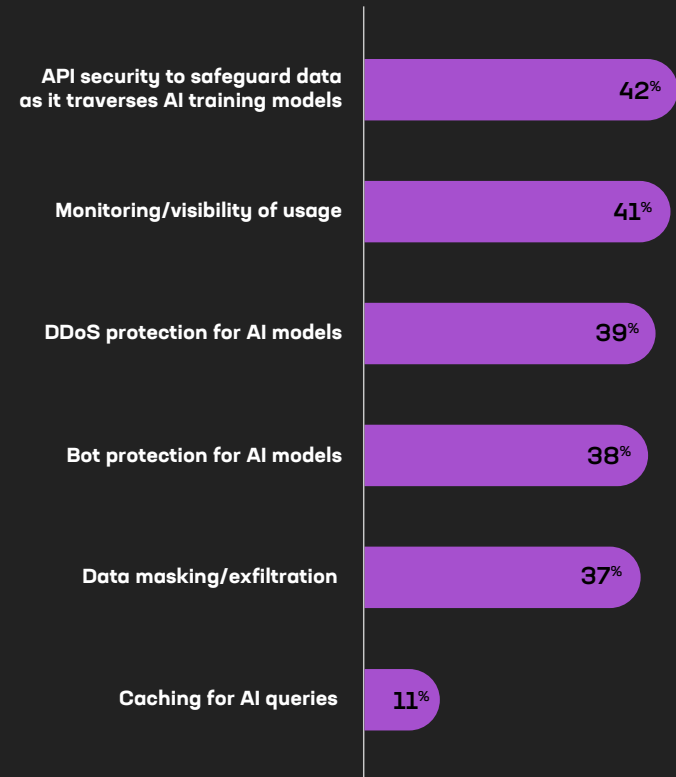 API security to safeguard data
as it traverses AI training models
42%
Monitoring/visibility of usage
41%
DDoS protection for AI models
39%
Bot protection for AI models
38%
Data masking/exfiltration
37%
Caching for AI queries
11%